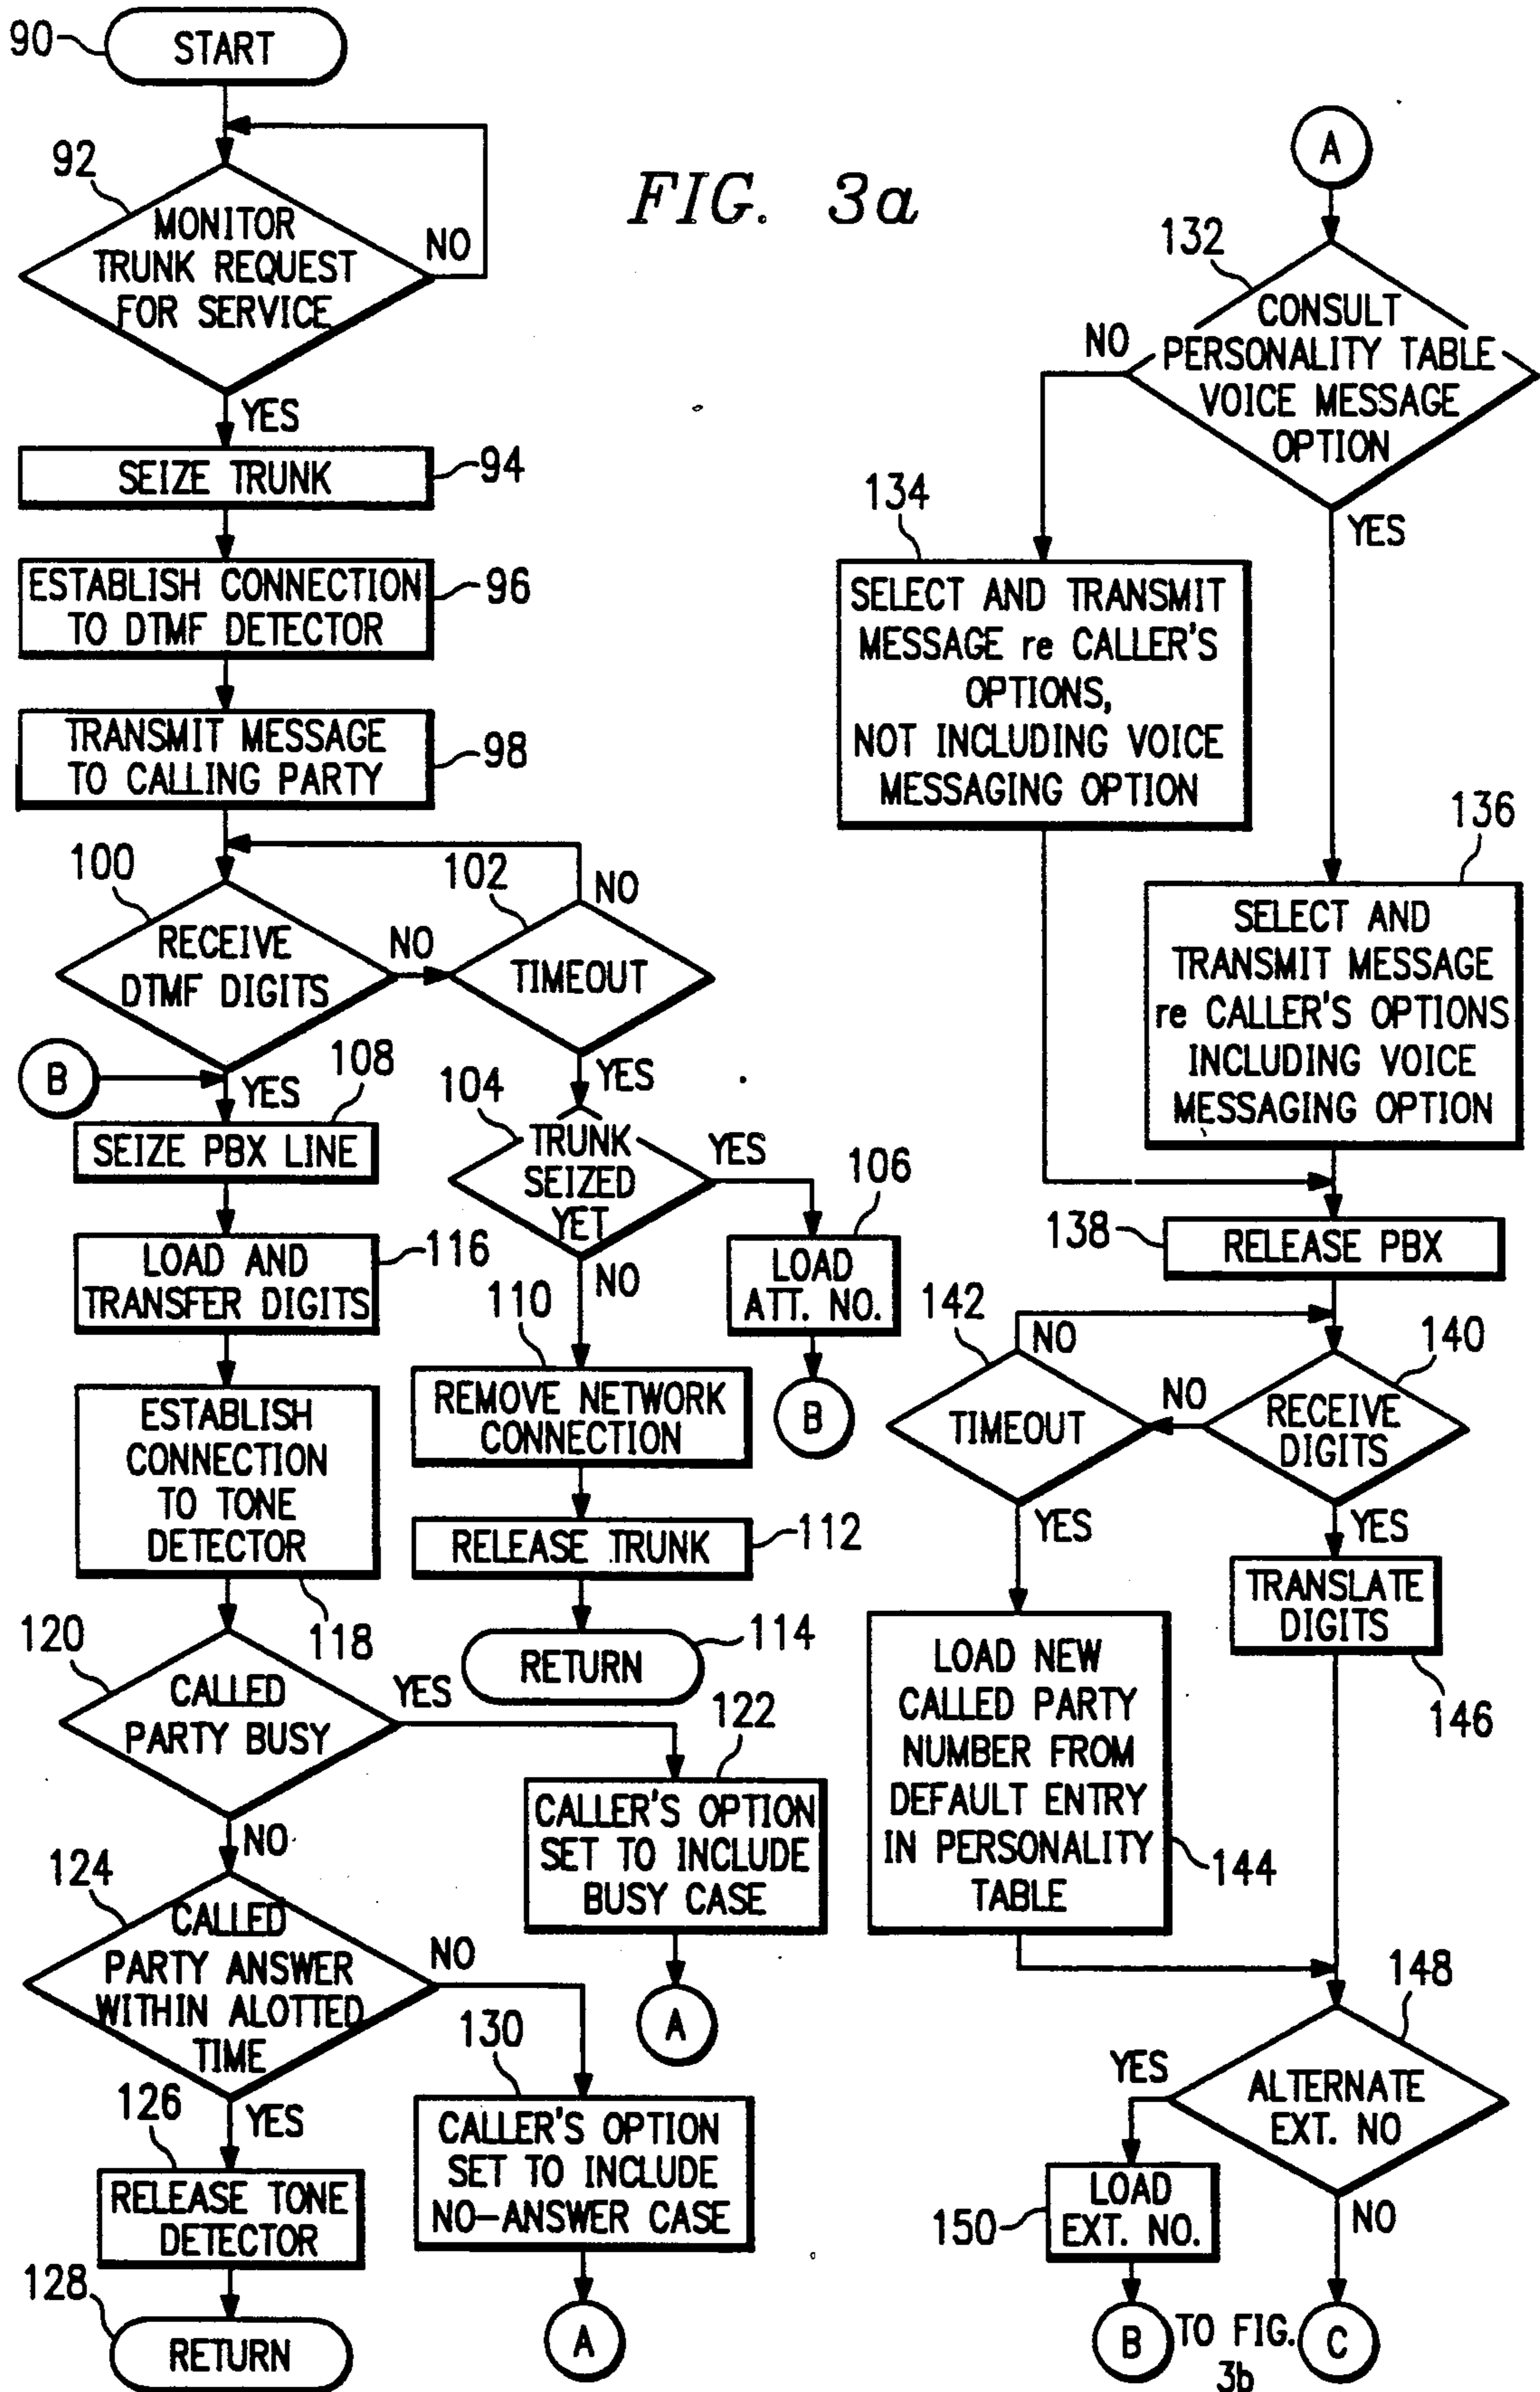 90
START
FIG. 3a
92
MONITOR
TRUNK REQUEST
FOR SERVICE
NO
YES
SEIZE TRUNK
94
ESTABLISH CONNECTION
TO DTMF DETECTOR
96
TRANSMIT MESSAGE
TO CALLING PARTY
98
100
RECEIVE
DTMF DIGITS
NO
102
TIMEOUT
NO
YES
B
YES
108
SEIZE PBX LINE
104
TRUNK
SEIZED
YET
YES
NO
106
LOAD
ATT. NO.
B
LOAD AND
TRANSFER DIGITS
116
110
REMOVE NETWORK
CONNECTION
ESTABLISH
CONNECTION
TO TONE
DETECTOR
118
RELEASE TRUNK
112
RETURN
114
120
CALLED
PARTY BUSY
YES
NO
122
CALLER'S OPTION
SET TO INCLUDE
BUSY CASE
A
124
CALLED
PARTY ANSWER
WITHIN ALOTTED
TIME
NO
YES
130
CALLER'S OPTION
SET TO INCLUDE
NO-ANSWER CASE
A
126
RELEASE TONE
DETECTOR
128
RETURN
A
132
CONSULT
PERSONALITY TABLE
VOICE MESSAGE
OPTION
NO
YES
134
SELECT AND TRANSMIT
MESSAGE re CALLER'S
OPTIONS,
NOT INCLUDING VOICE
MESSAGING OPTION
136
SELECT AND
TRANSMIT MESSAGE
re CALLER'S OPTIONS
INCLUDING VOICE
MESSAGING OPTION
138
RELEASE PBX
142
TIMEOUT
NO
YES
140
RECEIVE
DIGITS
NO
YES
TRANSLATE
DIGITS
146
LOAD NEW
CALLED PARTY
NUMBER FROM
DEFAULT ENTRY
IN PERSONALITY
TABLE
144
148
ALTERNATE
EXT. NO
YES
NO
150
LOAD
EXT. NO.
B
TO FIG.
3b
C